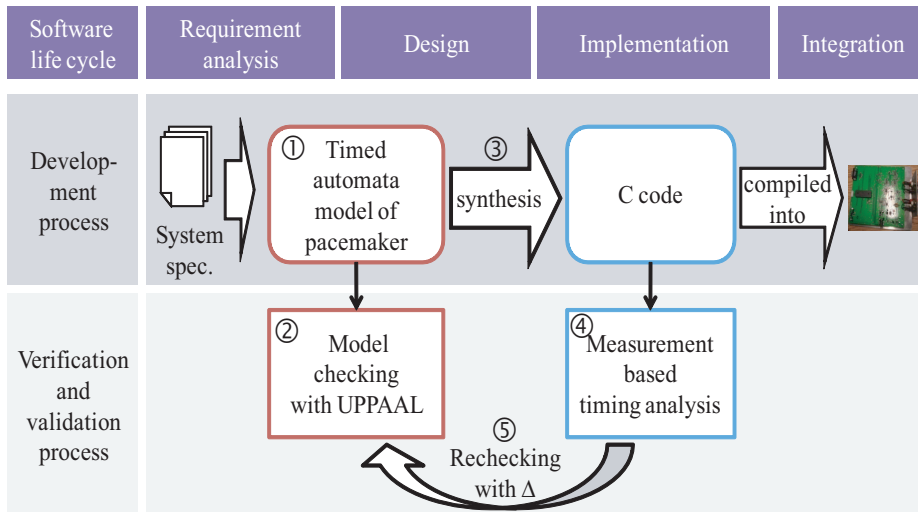 Software
life cycle
Requirement
analysis
Design
Implementation
Integration
Develop-
ment
process
System
spec.
①
Timed
automata
model of
pacemaker
③
synthesis
C code
compiled
into
Verification
and
validation
process
②
Model
checking
with UPPAAL
④
Measurement
based
timing analysis
⑤
Rechecking
with Δ